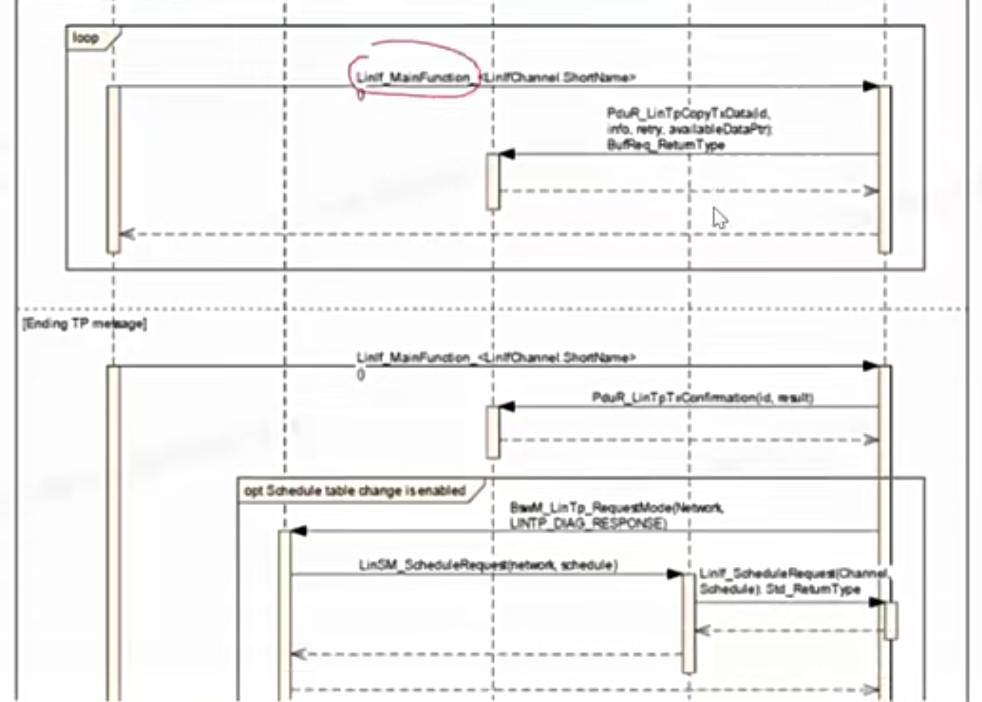 loop
LinIf_MainFunction_<LinIfChannel.ShortName>
()
PduR_LinTpCopyTxData(id,
info, retry, availableDataPtr):
BufReq_ReturnType
[Ending TP message]
LinIf_MainFunction_<LinIfChannel.ShortName>
()
PduR_LinTpTxConfirmation(id, result)
opt Schedule table change is enabled
BswM_LinTp_RequestMode(Network,
LINTP_DIAG_RESPONSE)
LinSM_ScheduleRequest(network, schedule)
LinIf_ScheduleRequest(Channel,
Schedule): Std_ReturnType